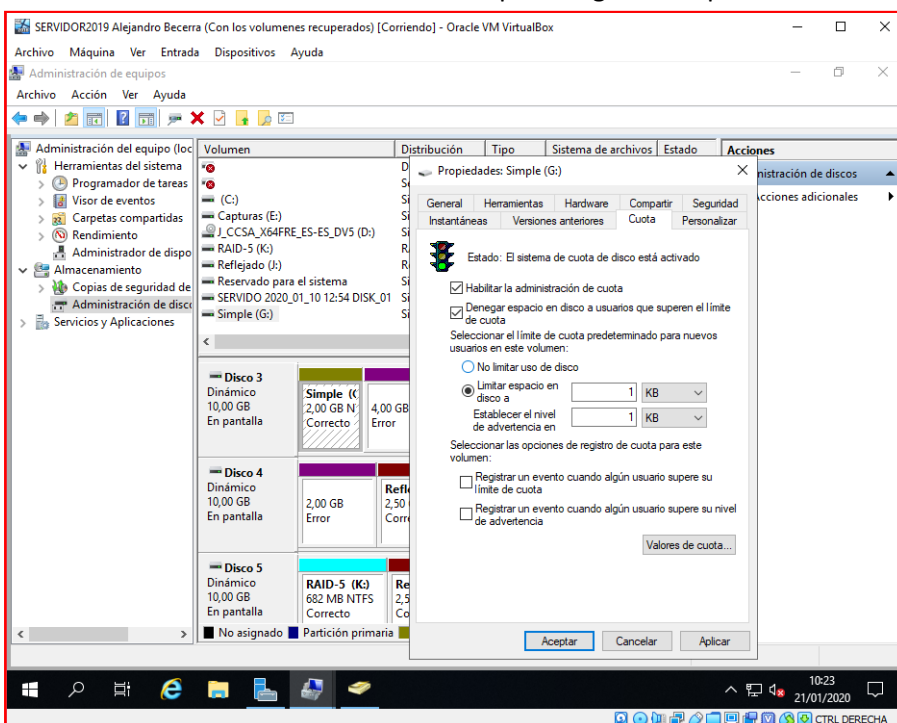 SERVIDOR2019 Alejandro Becerra (Con los volumenes recuperados) [Corriendo] - Oracle VM VirtualBox
Archivo Máquina Ver Entrada Dispositivos Ayuda
Administración de equipos
Archivo Acción Ver Ayuda
Administración del equipo (loc
Herramientas del sistema
Programador de tareas
Visor de eventos
Carpetas compartidas
Rendimiento
Administrador de dispo
Almacenamiento
Copias de seguridad de
Administración de disco
Servicios y Aplicaciones
Volumen Distribución Tipo Sistema de archivos Estado
(C:) Si
Capturas (E:) Si
J_CCSA_X64FRE_ES-ES_DV5 (D:) Si
RAID-5 (K:) R
Reflejado (J:) R
Reservado para el sistema Si
SERVIDO 2020_01_10 12:54 DISK_01 Si
Simple (G:) Si
Acciones
nistración de discos
cciones adicionales
Disco 3
Dinámico
10,00 GB
En pantalla
Simple ((
2,00 GB N
Correcto
4,00 GB
Error
Disco 4
Dinámico
10,00 GB
En pantalla
2,00 GB
Error
Refle
2,50
Corr
Disco 5
Dinámico
10,00 GB
En pantalla
RAID-5 (K:)
682 MB NTFS
Correcto
Re
2,5
Co
No asignado Partición primaria
Propiedades: Simple (G:)
General Herramientas Hardware Compartir Seguridad
Instantáneas Versiones anteriores Cuota Personalizar
Estado: El sistema de cuota de disco está activado
Habilitar la administración de cuota
Denegar espacio en disco a usuarios que superen el límite
de cuota
Seleccionar el límite de cuota predeterminado para nuevos
usuarios en este volumen:
No limitar uso de disco
Limitar espacio en
disco a
1 KB
Establecer el nivel
de advertencia en
1 KB
Seleccionar las opciones de registro de cuota para este
volumen:
Registrar un evento cuando algún usuario supere su
límite de cuota
Registrar un evento cuando algún usuario supere su nivel
de advertencia
Valores de cuota...
Aceptar Cancelar Aplicar
10:23
21/01/2020
CTRL DERECHA